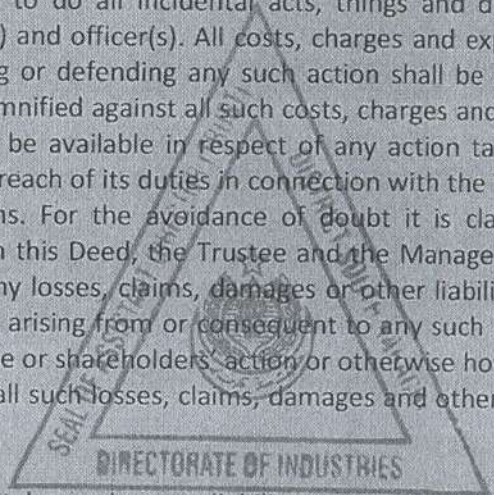 to do all incidental acts, things and d
) and officer(s). All costs, charges and ex
g or defending any such action shall be
mnified against all such costs, charges and
be available in respect of any action ta
reach of its duties in connection with the
ns. For the avoidance of doubt it is cla
n this Deed, the Trustee and the Manage
ny losses, claims, damages or other liabili
arising from or consequent to any such
e or shareholders' action or otherwise ho
all such losses, claims, damages and other
SEAL OF ASSISTANT
DIRECTORATE OF INDUSTRIES